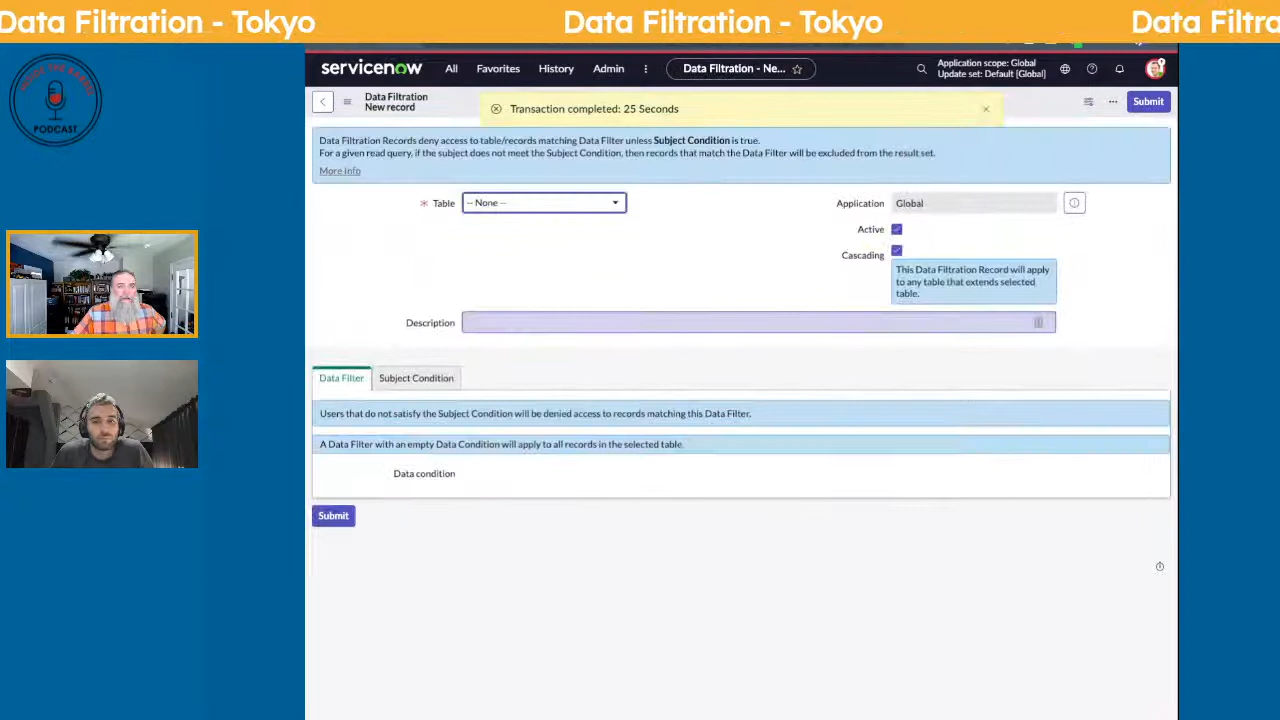 Data Filtration - Tokyo
Data Filtration - Tokyo
Data Filtra
PODCAST
servicenow
All
Favorites
History
Admin
Data Filtration - Ne...
Application scope: Global
Update set: Default [Global]
Data Filtration
New record
Transaction completed: 25 Seconds
Submit
Data Filtration Records deny access to table/records matching Data Filter unless Subject Condition is true.
For a given read query, if the subject does not meet the Subject Condition, then records that match the Data Filter will be excluded from the result set.
More Info
* Table
-- None --
Application
Global
Active
Cascading
This Data Filtration Record will apply
to any table that extends selected
table.
Description
Data Filter
Subject Condition
Users that do not satisfy the Subject Condition will be denied access to records matching this Data Filter.
A Data Filter with an empty Data Condition will apply to all records in the selected table.
Data condition
Submit